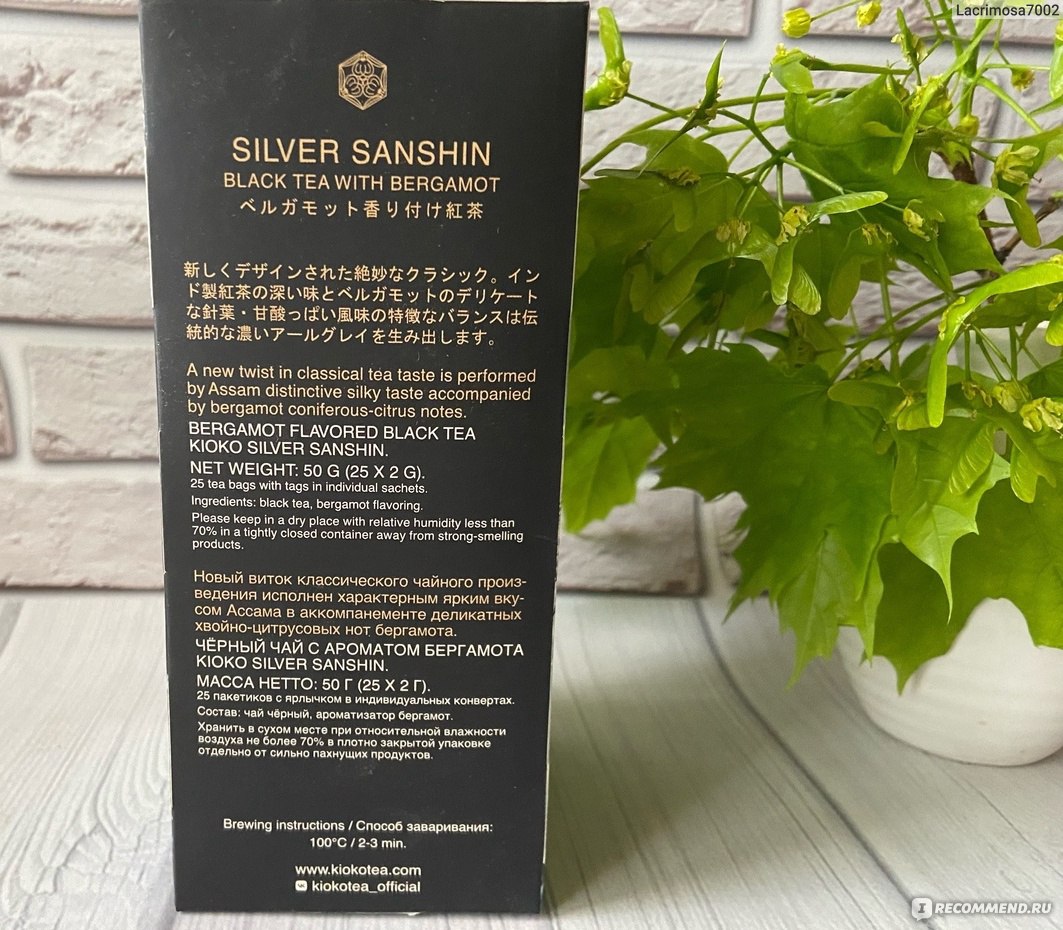 Lacrimosa7002
SILVER SANSHIN
BLACK TEA WITH BERGAMOT
ベルガモット香り付け紅茶
新しくデザインされた絶妙なクラシック。イン
ド製紅茶の深い味とベルガモットのデリケート
な針葉・甘酸っぱい風味の特徴なバランスは伝
統的な濃いアールグレイを生み出します。
A new twist in classical tea taste is performed
by Assam distinctive silky taste accompanied
by bergamot coniferous-citrus notes.
BERGAMOT FLAVORED BLACK TEA
KIOKO SILVER SANSHIN.
NET WEIGHT: 50 G (25 X 2 G).
25 tea bags with tags in individual sachets.
Ingredients: black tea, bergamot flavoring.
Please keep in a dry place with relative humidity less than
70% in a tightly closed container away from strong-smelling
products.
Новый виток классического чайного произ-
ведения исполнен характерным ярким вку-
сом Ассама в аккомпанементе деликатных
хвойно-цитрусовых нот бергамота.
ЧЁРНЫЙ ЧАЙ С АРОМАТОМ БЕРГАМОТА
KIOKO SILVER SANSHIN.
МАССА НЕТТО: 50 Г (25 X 2 Г).
25 пакетиков с ярлычком в индивидуальных конвертах.
Состав: чай чёрный, ароматизатор бергамот.
Хранить в сухом месте при относительной влажности
воздуха не более 70% в плотно закрытой упаковке
отдельно от сильно пахнущих продуктов.
Brewing instructions / Способ заваривания:
100°C / 2-3 min.
www.kiokotea.com
kiokotea_official
IRECOMMEND.RU